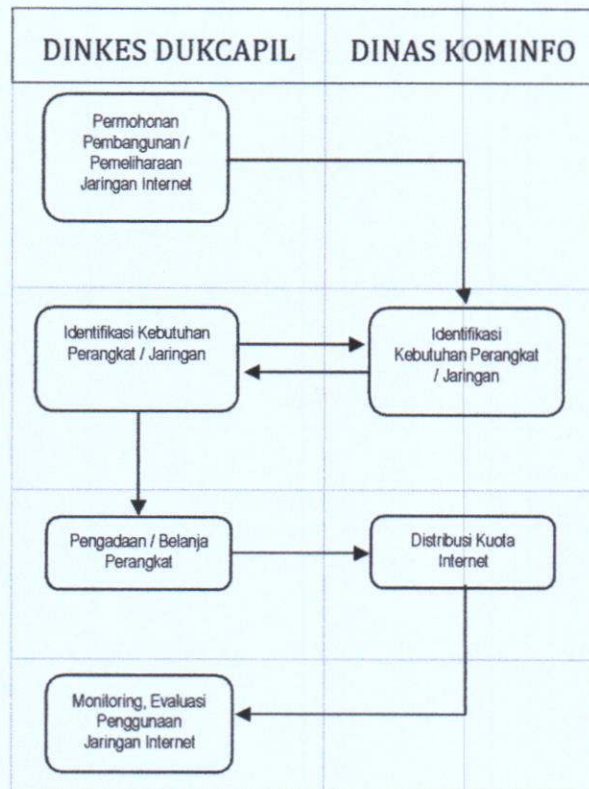 DINKES DUKCAPIL
DINAS KOMINFO
Permohonan
Pembangunan /
Pemeliharaan
Jaringan Internet
Identifikasi Kebutuhan
Perangkat / Jaringan
Identifikasi
Kebutuhan Perangkat
/ Jaringan
Pengadaan / Belanja
Perangkat
Distribusi Kuota
Internet
Monitoring, Evaluasi
Penggunaan
Jaringan Internet